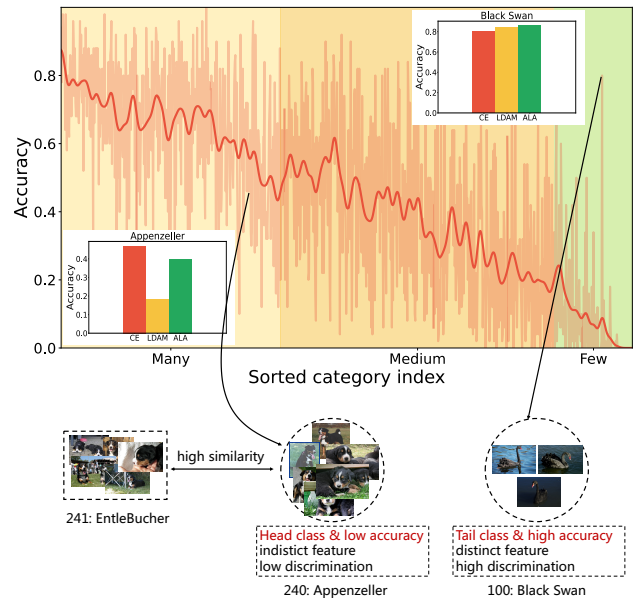 Black Swan
0.8
0.6
0.4
0.2
0.0
Accuracy
CE LDAM ALA
0.8
0.6
0.4
0.2
0.0
Accuracy
Appenzeller
0.4
0.3
0.2
0.1
0.0
Accuracy
CE LDAM ALA
Many Medium Few
Sorted category index
high similarity
241: EntleBucher
Head class & low accuracy
indistict feature
low discrimination
240: Appenzeller
Tail class & high accuracy
distinct feature
high discrimination
100: Black Swan